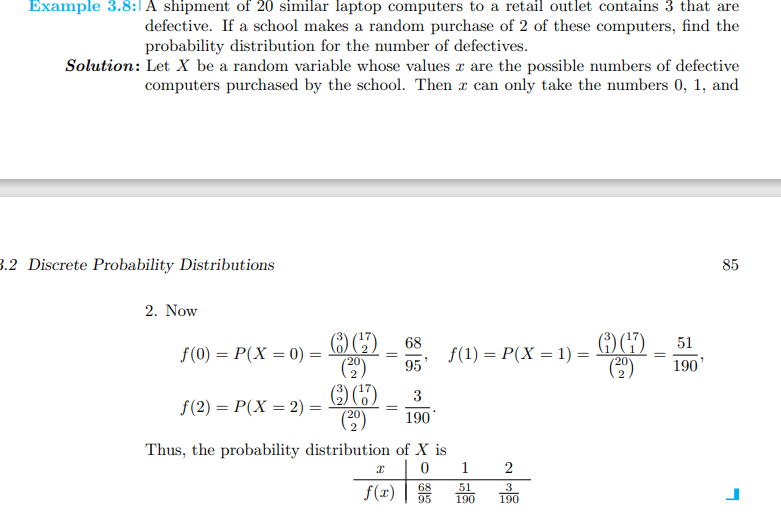 Example 3.8: A shipment of 20 similar laptop computers to a retail outlet contains 3 that are
defective. If a school makes a random purchase of 2 of these computers, find the
probability distribution for the number of defectives.
Solution: Let X be a random variable whose values x are the possible numbers of defective
computers purchased by the school. Then x can only take the numbers 0, 1, and
3.2 Discrete Probability Distributions 85
2. Now
f(0) = P(X = 0) = \frac{\binom{3}{0}\binom{17}{2}}{\binom{20}{2}} = \frac{68}{95}, f(1) = P(X = 1) = \frac{\binom{3}{1}\binom{17}{1}}{\binom{20}{2}} = \frac{51}{190},
f(2) = P(X = 2) = \frac{\binom{3}{2}\binom{17}{0}}{\binom{20}{2}} = \frac{3}{190}.
Thus, the probability distribution of X is
x 0 1 2
f(x) \frac{68}{95} \frac{51}{190} \frac{3}{190}